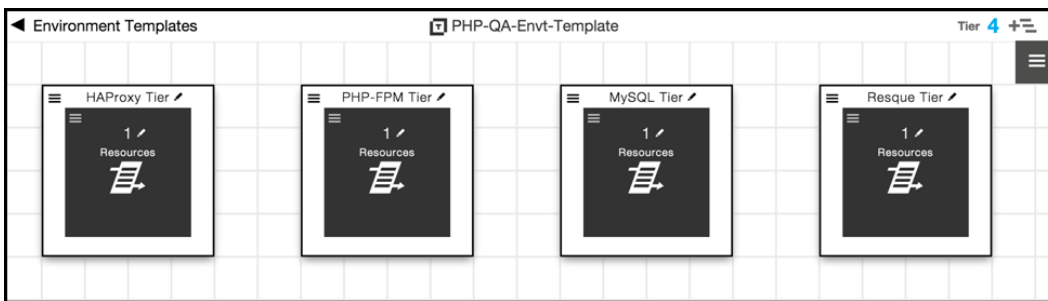 Environment Templates
PHP-QA-Envt-Template
Tier 4
HAProxy Tier
1
Resources
PHP-FPM Tier
1
Resources
MySQL Tier
1
Resources
Resque Tier
1
Resources